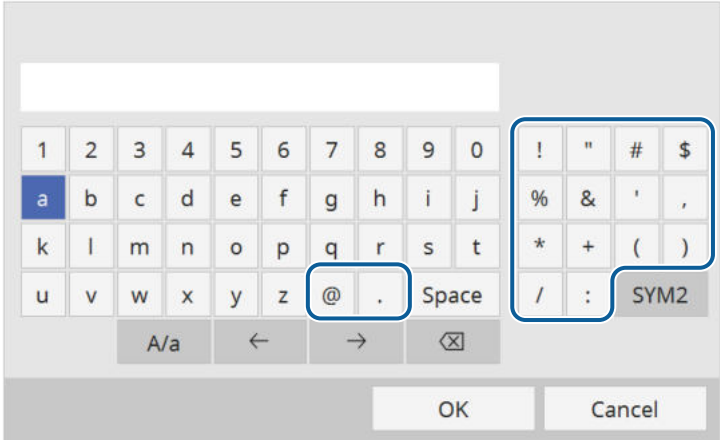 1 2 3 4 5 6 7 8 9 0 ! " # $
a b c d e f g h i j % & ' ,
k l m n o p q r s t * + ( )
u v w x y z @ . Space / : SYM2
A/a ← → ⌫
OK Cancel